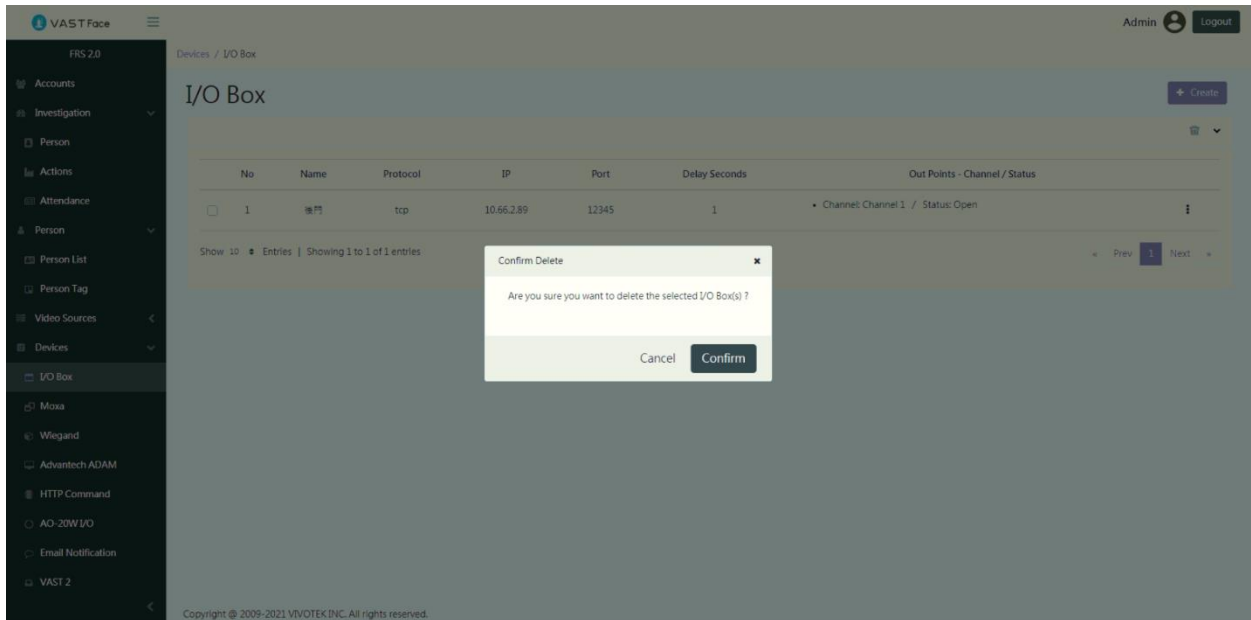 VAST Face
Admin
Logout
FRS 2.0
Devices / I/O Box
Accounts
Investigation
Person
Actions
Attendance
Person
Person List
Person Tag
Video Sources
Devices
I/O Box
Moxa
Wiegand
Advantech ADAM
HTTP Command
AO-20W I/O
Email Notification
VAST 2
I/O Box
+ Create
No Name Protocol IP Port Delay Seconds Out Points - Channel / Status
1 後門 tcp 10.66.2.89 12345 1 • Channel: Channel 1 / Status: Open
Show 10 Entries | Showing 1 to 1 of 1 entries
« Prev 1 Next »
Confirm Delete
Are you sure you want to delete the selected I/O Box(s) ?
Cancel Confirm
Copyright @ 2009-2021 VIVOTEK INC. All rights reserved.